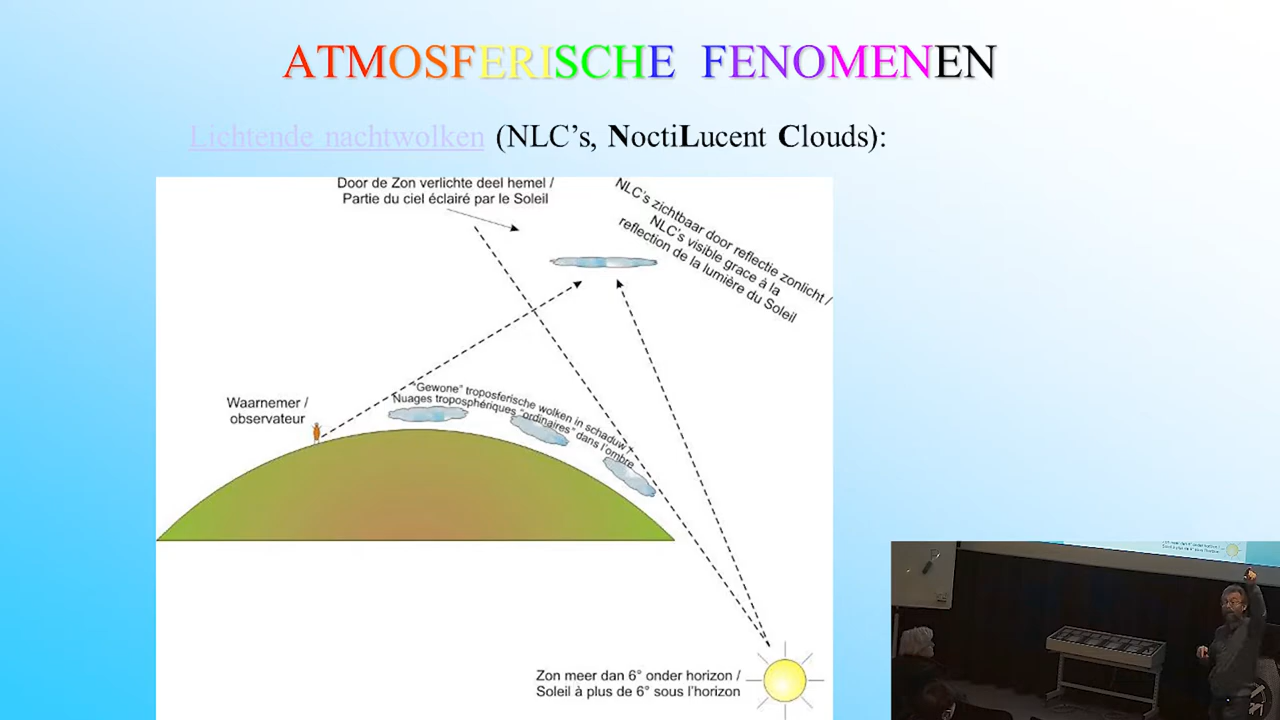 ATMOSFERISCHE FENOMENEN
Lichtende nachtwolken (NLC’s, NoctiLucent Clouds):
Door de Zon verlichte deel hemel /
Partie du ciel éclairé par le Soleil
NLC's zichtbaar door reflectie zonlicht /
NLC's visible grace à la
reflection de la lumière du Soleil
"Gewone" troposferische wolken in schaduw /
Nuages troposphériques "ordinaires" dans l'ombre
Waarnemer /
observateur
Zon meer dan 6° onder horizon /
Soleil à plus de 6° sous l'horizon